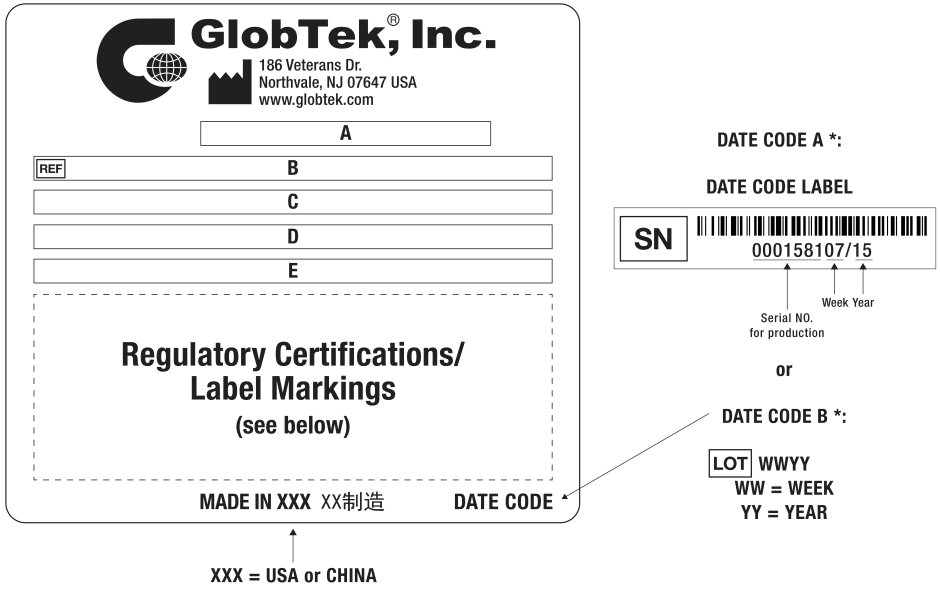 GlobTek, Inc.®
186 Veterans Dr.
Northvale, NJ 07647 USA
www.globtek.com
A
REF B
C
D
E
Regulatory Certifications/
Label Markings
(see below)
MADE IN XXX XX制造 DATE CODE
XXX = USA or CHINA
DATE CODE A *:
DATE CODE LABEL
SN
000158107/15
Week Year
Serial NO.
for production
or
DATE CODE B *:
LOT WWYY
WW = WEEK
YY = YEAR